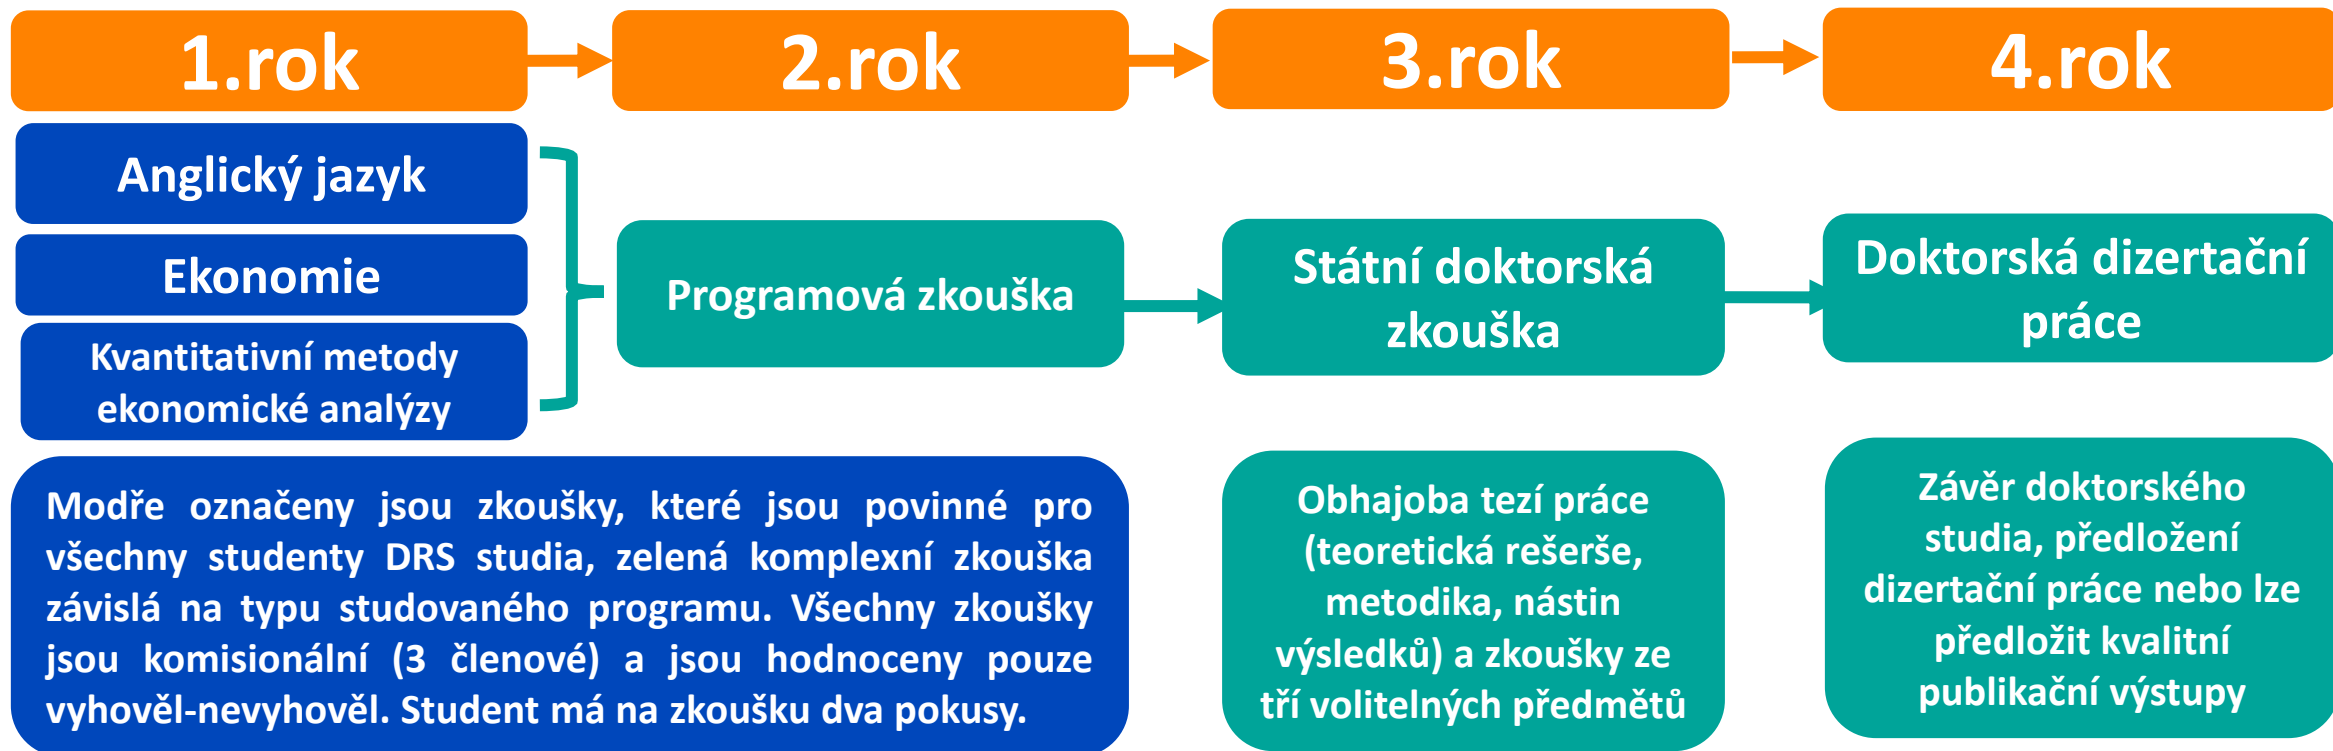 1.rok
2.rok
3.rok
4.rok
Anglický jazyk
Ekonomie
Kvantitativní metody
ekonomické analýzy
Programová zkouška
Státní doktorská
zkouška
Doktorská dizertační
práce
Modře označeny jsou zkoušky, které jsou povinné pro
všechny studenty DRS studia, zelená komplexní zkouška
závislá na typu studovaného programu. Všechny zkoušky
jsou komisionální (3 členové) a jsou hodnoceny pouze
vyhověl-nevyhověl. Student má na zkoušku dva pokusy.
Obhajoba tezí práce
(teoretická rešerše,
metodika, nástin
výsledků) a zkoušky ze
tří volitelných předmětů
Závěr doktorského
studia, předložení
dizertační práce nebo lze
předložit kvalitní
publikační výstupy